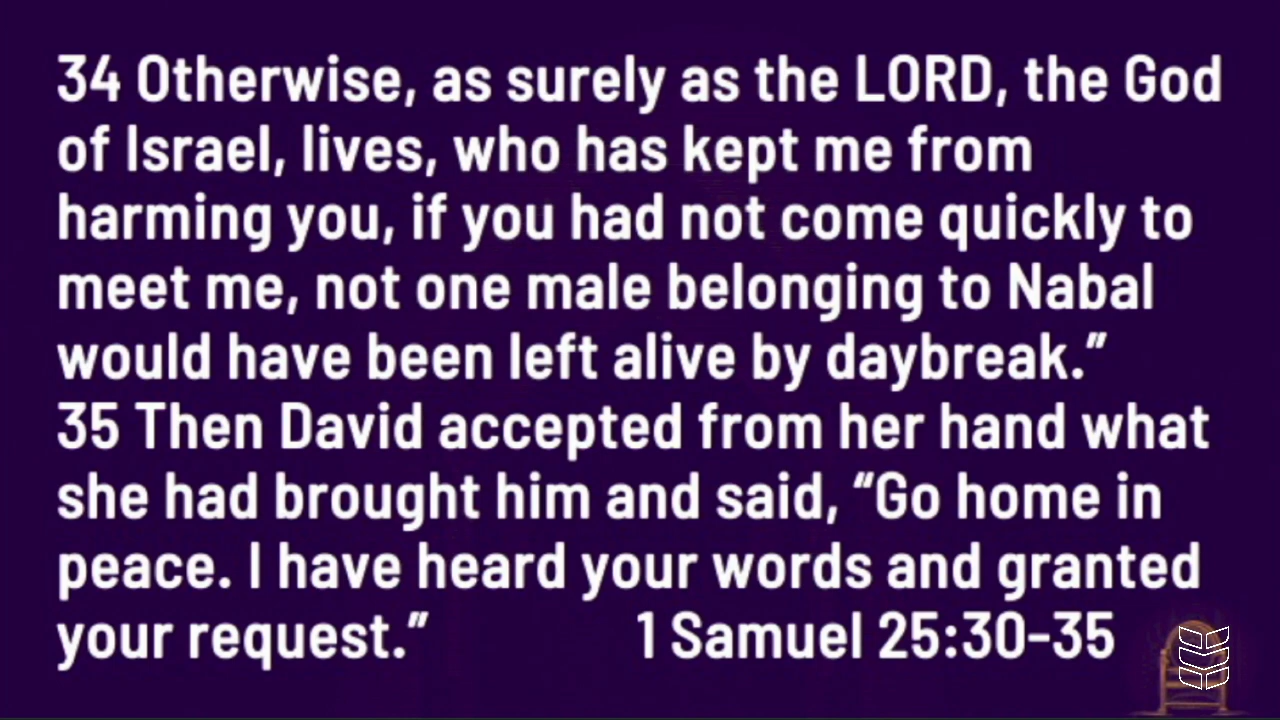 34 Otherwise, as surely as the LORD, the God
of Israel, lives, who has kept me from
harming you, if you had not come quickly to
meet me, not one male belonging to Nabal
would have been left alive by daybreak.”
35 Then David accepted from her hand what
she had brought him and said, “Go home in
peace. I have heard your words and granted
your request.” 1 Samuel 25:30-35